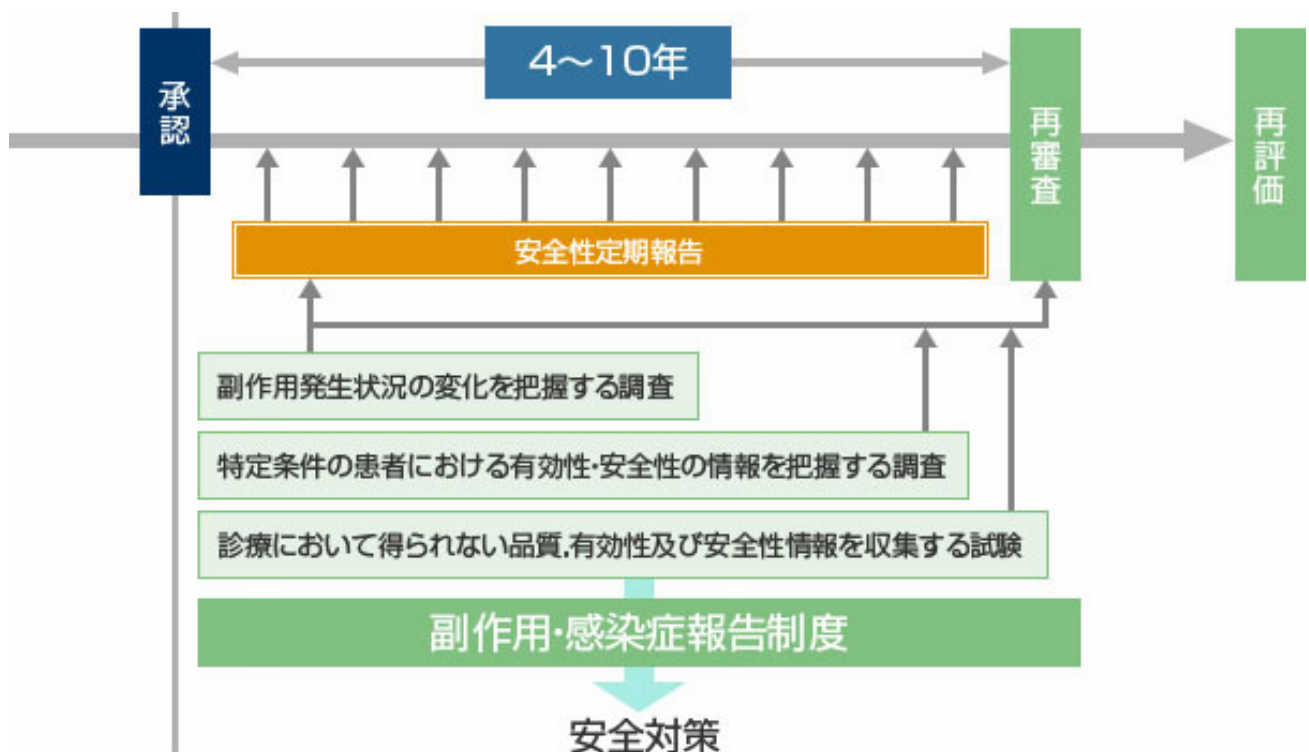 承認
4～10年
再審査
再評価
安全性定期報告
副作用発生状況の変化を把握する調査
特定条件の患者における有効性・安全性の情報を把握する調査
診療において得られない品質,有効性及び安全性情報を収集する試験
副作用・感染症報告制度
安全対策